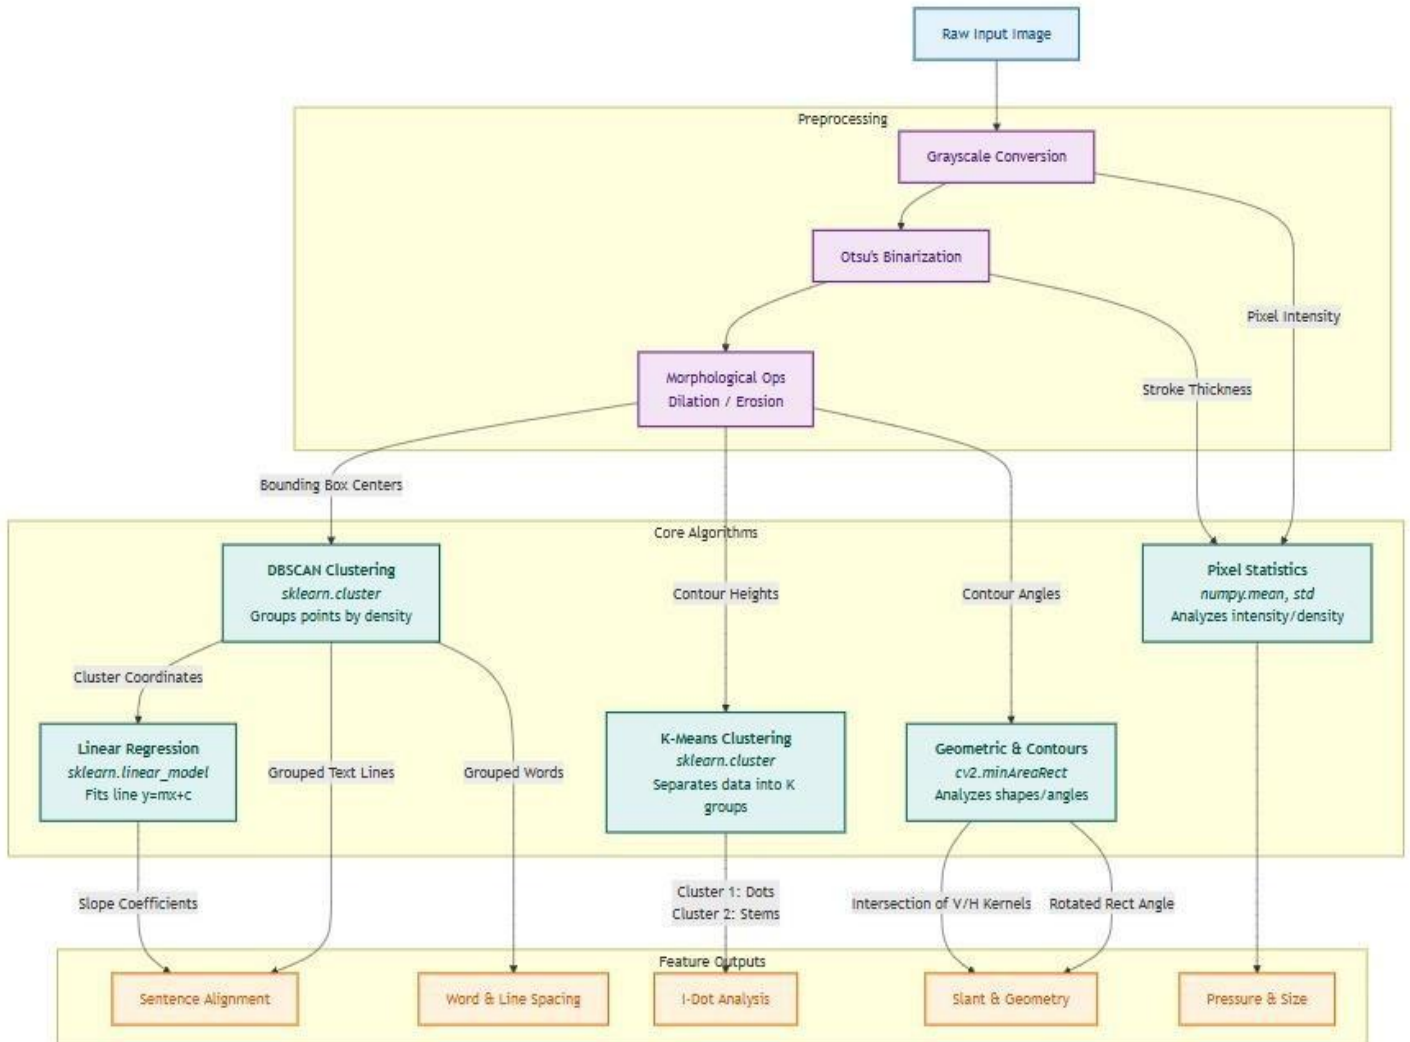 Raw Input Image
Preprocessing
Grayscale Conversion
Otsu's Binarization
Pixel Intensity
Morphological Ops
Dilation / Erosion
Stroke Thickness
Bounding Box Centers
Core Algorithms
DBSCAN Clustering
sklearn.cluster
Groups points by density
Contour Heights
Contour Angles
Pixel Statistics
numpy.mean, std
Analyzes intensity/density
Cluster Coordinates
Linear Regression
sklearn.linear_model
Fits line y=mx+c
Grouped Text Lines
Grouped Words
K-Means Clustering
sklearn.cluster
Separates data into K
groups
Geometric & Contours
cv2.minAreaRect
Analyzes shapes/angles
Slope Coefficients
Cluster 1: Dots
Cluster 2: Stems
Intersection of V/H Kernels
Rotated Rect Angle
Feature Outputs
Sentence Alignment
Word & Line Spacing
I-Dot Analysis
Slant & Geometry
Pressure & Size